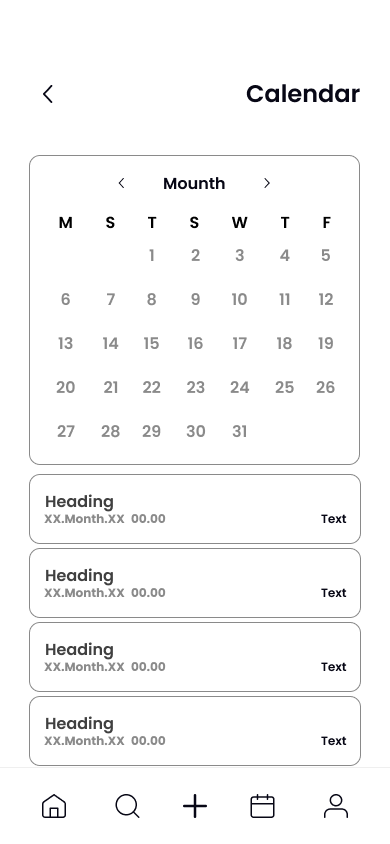 Calendar
Mounth
M S T S W T F
1 2 3 4 5
6 7 8 9 10 11 12
13 14 15 16 17 18 19
20 21 22 23 24 25 26
27 28 29 30 31
Heading
XX.Month.XX 00.00 Text
Heading
XX.Month.XX 00.00 Text
Heading
XX.Month.XX 00.00 Text
Heading
XX.Month.XX 00.00 Text